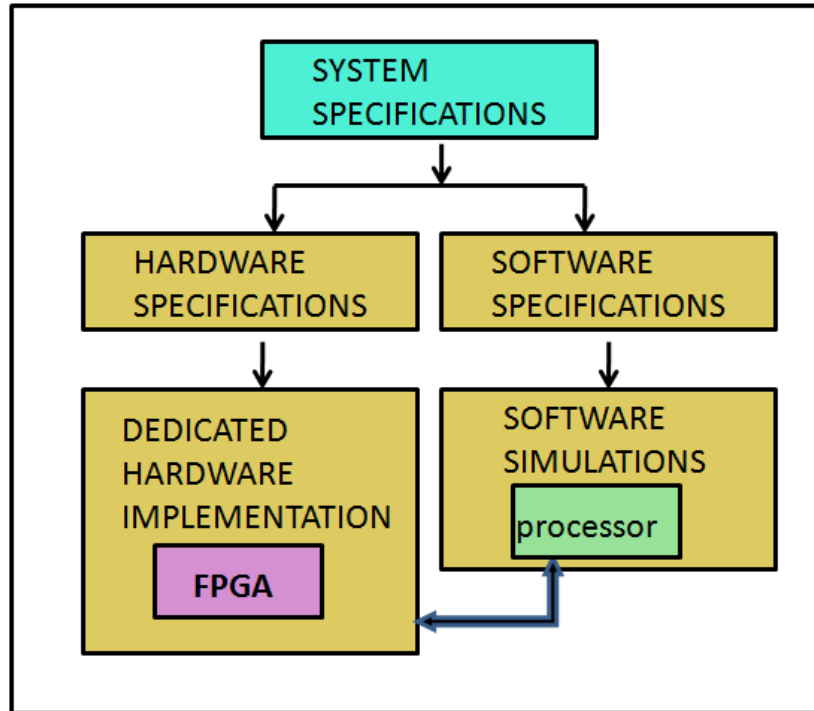 SYSTEM
SPECIFICATIONS
HARDWARE
SPECIFICATIONS
SOFTWARE
SPECIFICATIONS
DEDICATED
HARDWARE
IMPLEMENTATION
FPGA
SOFTWARE
SIMULATIONS
processor